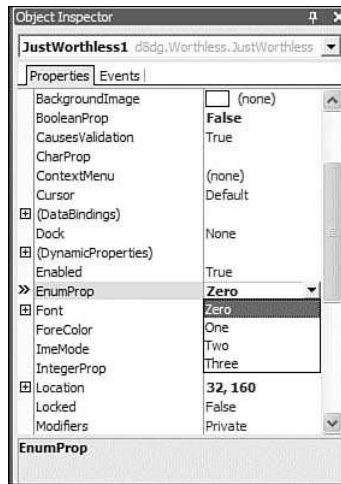 Object Inspector
JustWorthless1 d8dg.Worthless.JustWorthless
Properties Events
BackgroundImage (none)
BooleanProp False
CausesValidation True
CharProp
ContextMenu (none)
Cursor Default
(DataBindings)
Dock None
(DynamicProperties)
Enabled True
EnumProp Zero
Font Zero
ForeColor One
ImeMode Two
IntegerProp Three
Location 32, 160
Locked False
Modifiers Private
EnumProp